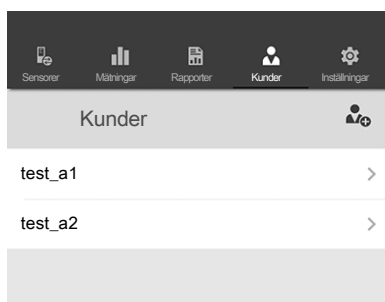 Sensorer Mätningar Rapporter Kunder Inställningar
Kunder
test_a1
test_a2